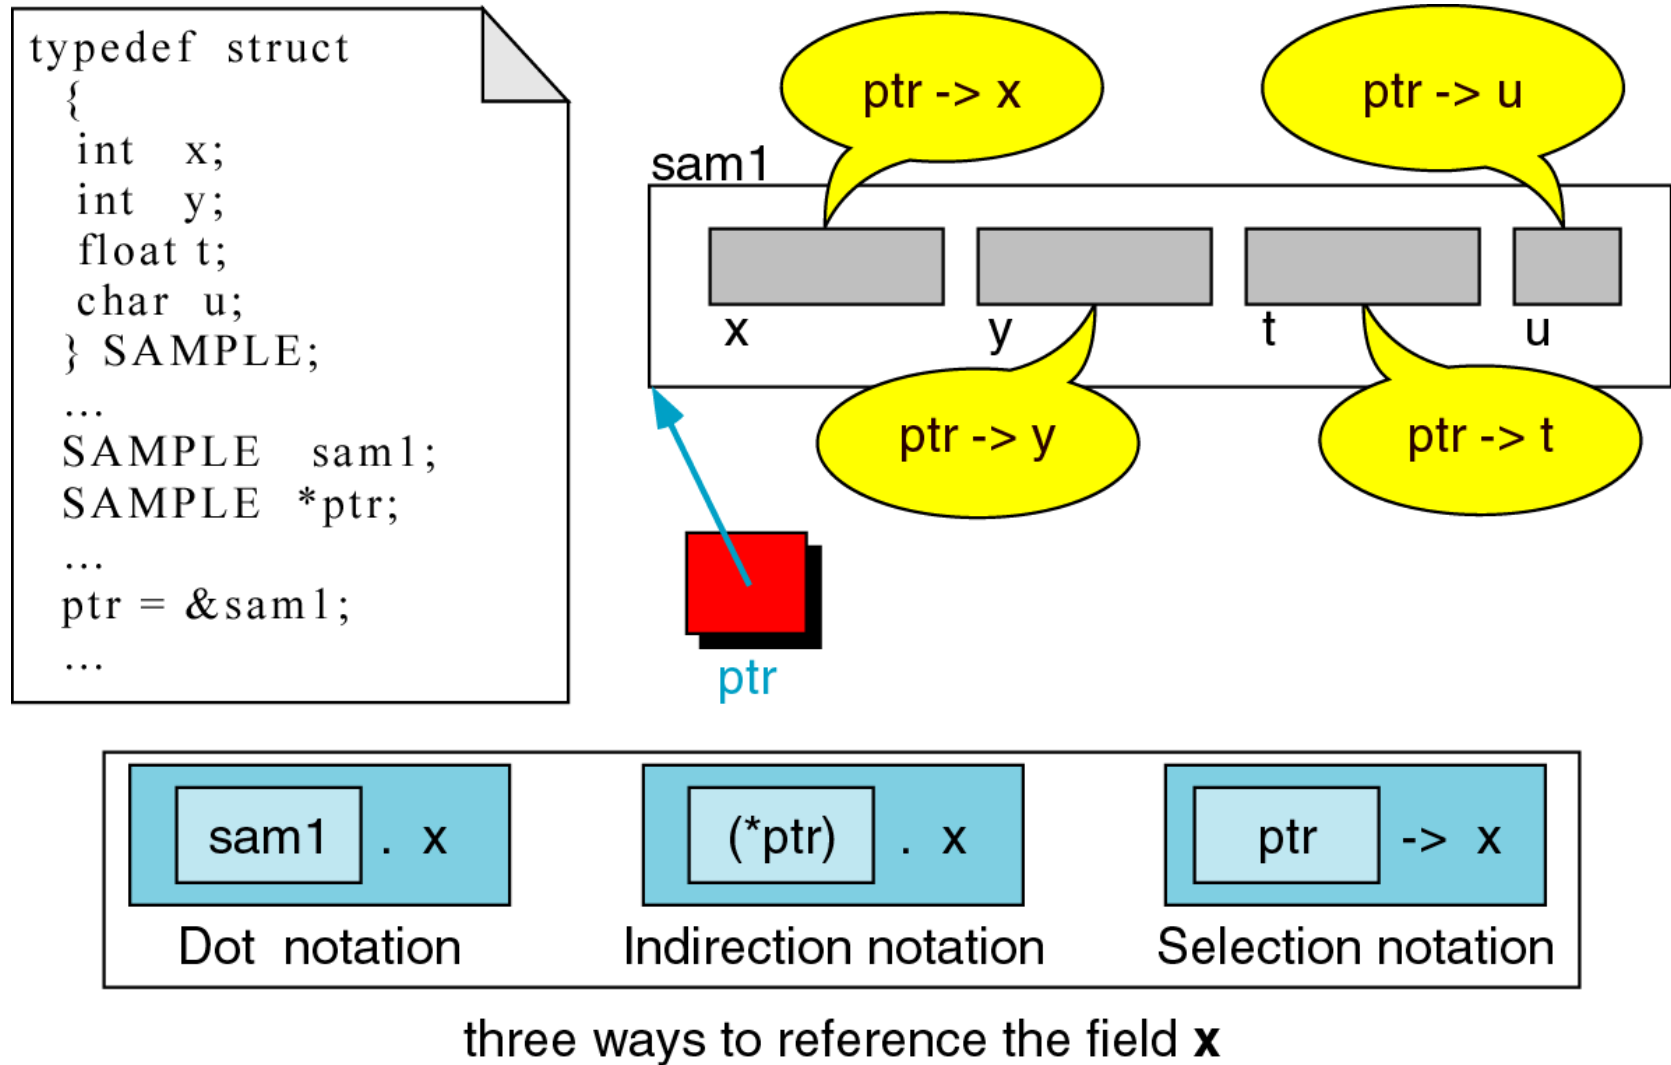 typedef struct
{
int x;
int y;
float t;
char u;
} SAMPLE;
...
SAMPLE sam1;
SAMPLE *ptr;
...
ptr = &sam1;
...
ptr -> x
ptr -> u
sam1
x
y
t
u
ptr -> y
ptr -> t
ptr
sam1 . x
(*ptr) . x
ptr -> x
Dot notation
Indirection notation
Selection notation
three ways to reference the field x